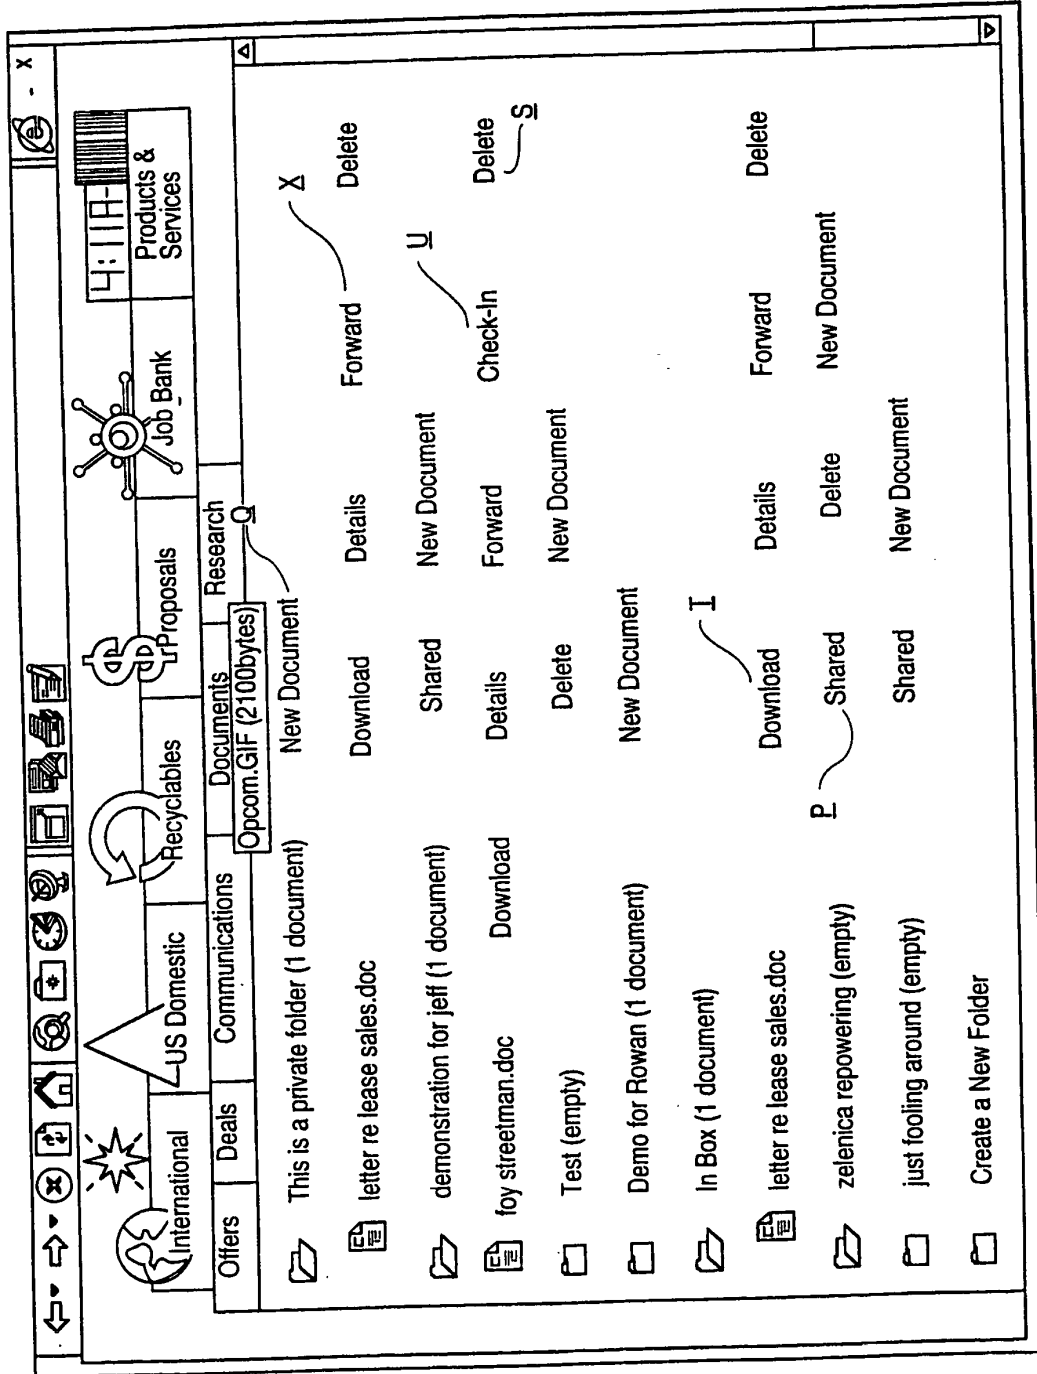 - x
4:11A-
International US Domestic Recyclables Proposals Job Bank Products & Services
Offers Deals Communications Documents Research
Opcom.GIF (2100bytes)
Q
This is a private folder (1 document) New Document
X
letter re lease sales.doc Download Details Forward Delete
demonstration for jeff (1 document) Shared New Document
U
foy streetman.doc Download Details Forward Check-In Delete
S
Test (empty) Delete New Document
Demo for Rowan (1 document) New Document
In Box (1 document)
I
letter re lease sales.doc Download Details Forward Delete
P
zelenica repowering (empty) Shared Delete New Document
just fooling around (empty) Shared New Document
Create a New Folder